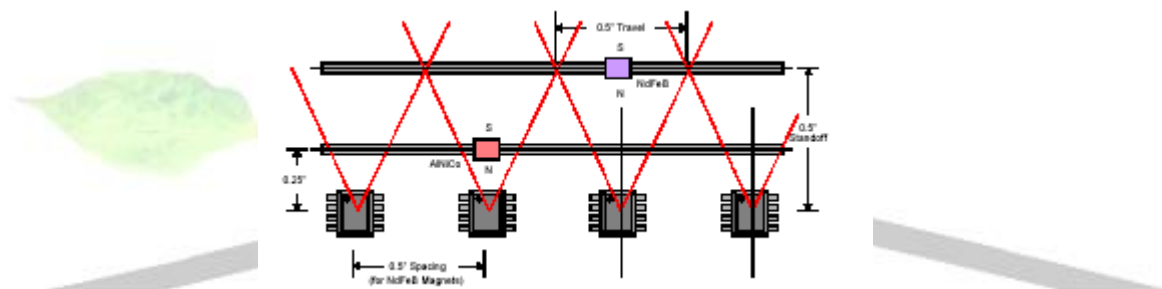 0.5" Travel
S
NdFeB
N
0.5"
Standoff
S
AlNiCo
N
0.25"
0.5" Spacing
(for NdFeB Magnets)